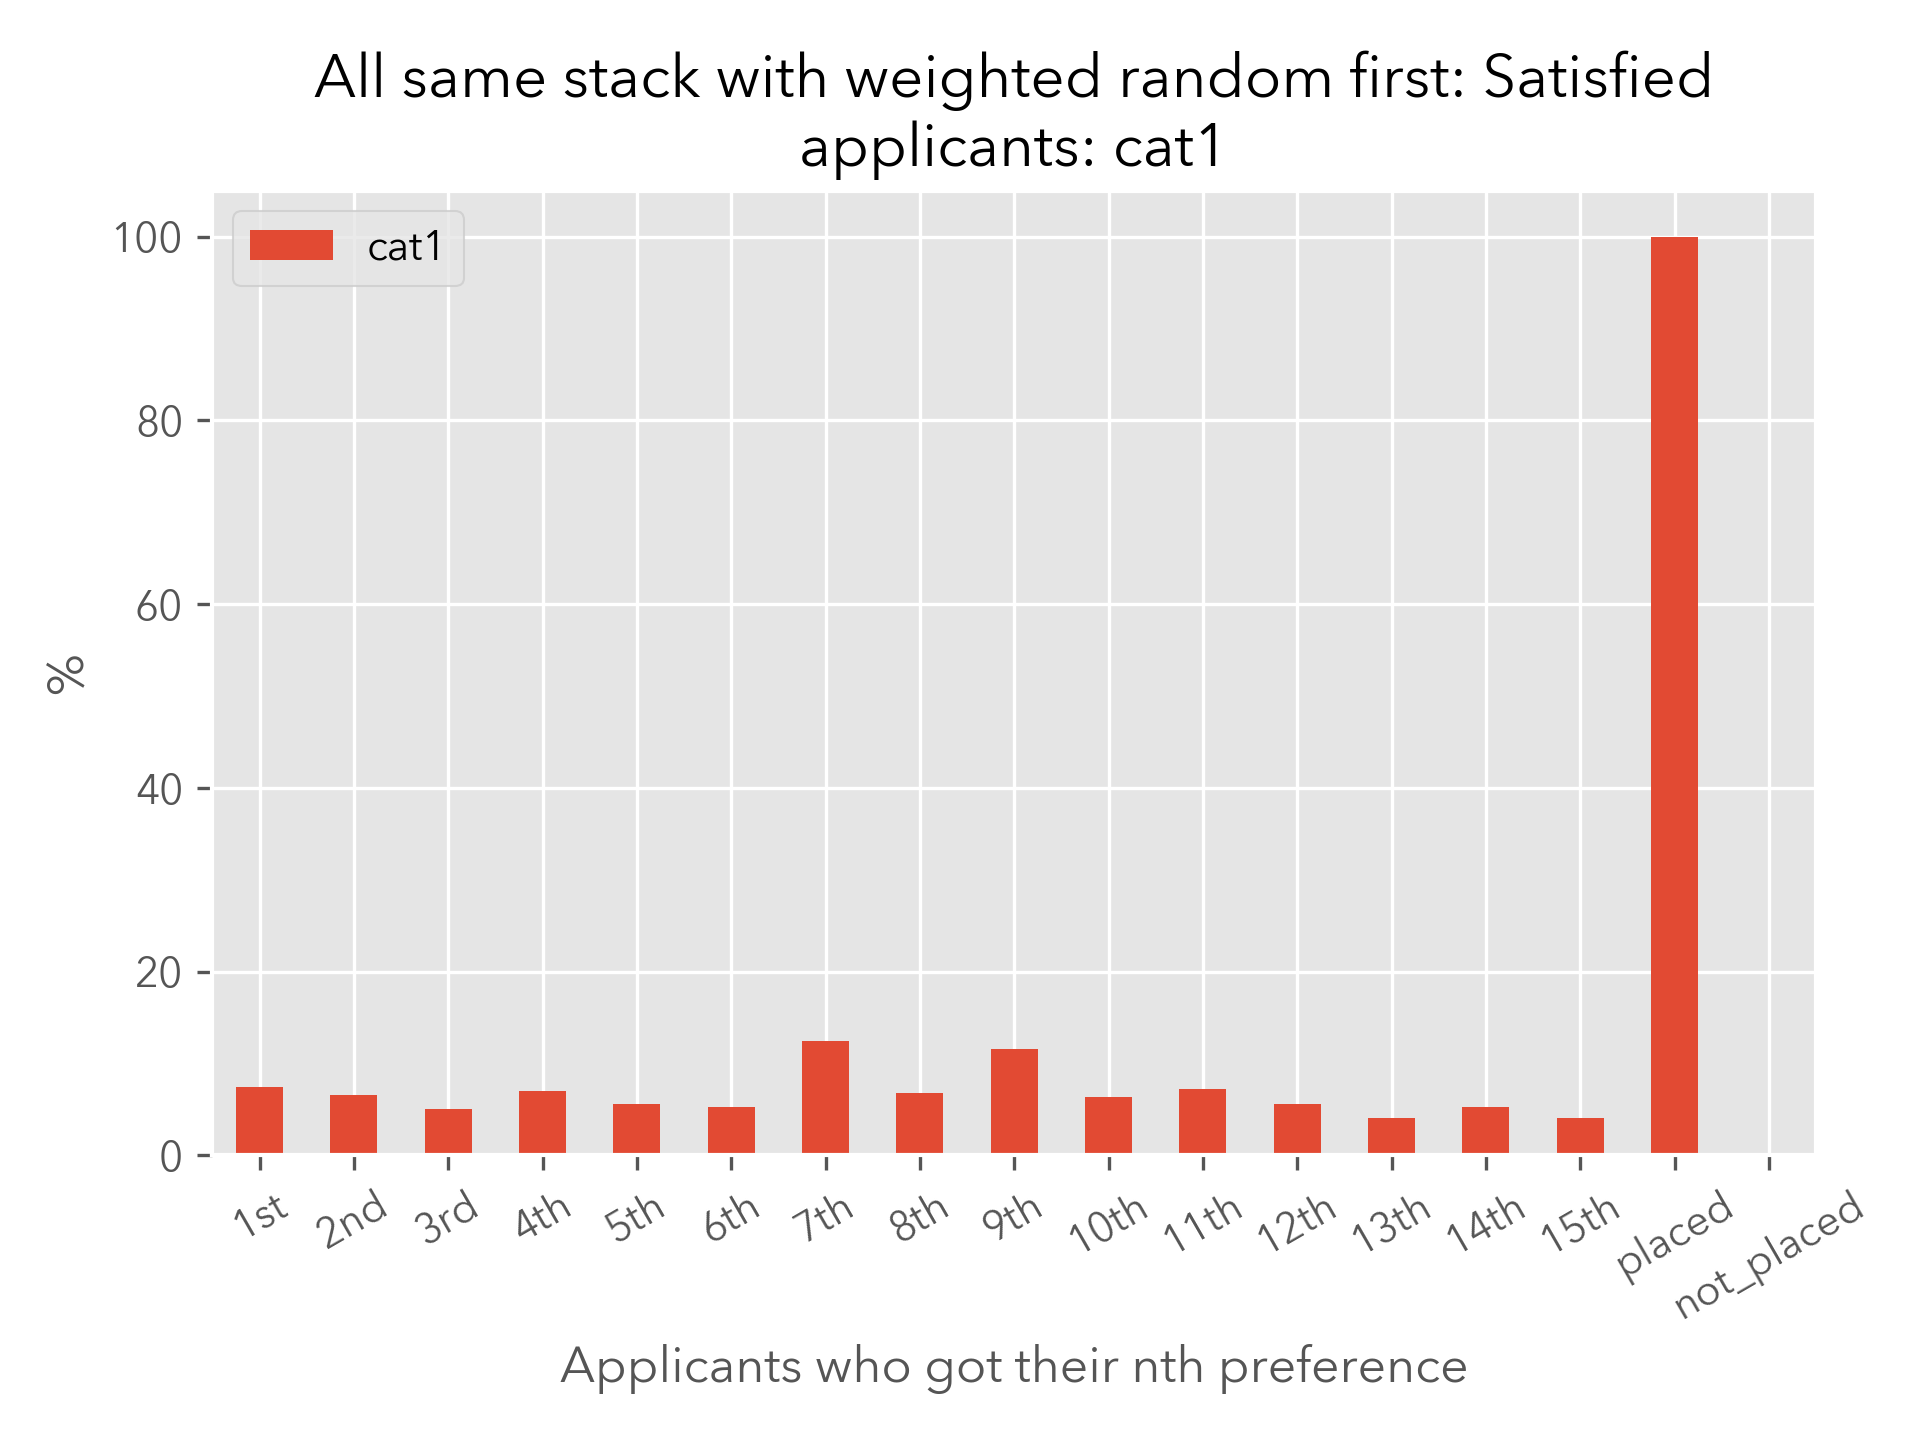 All same stack with weighted random first: Satisfied
applicants: cat1
cat1
100
80
60
40
20
0
%
1st
2nd
3rd
4th
5th
6th
7th
8th
9th
10th
11th
12th
13th
14th
15th
placed
not_placed
Applicants who got their nth preference